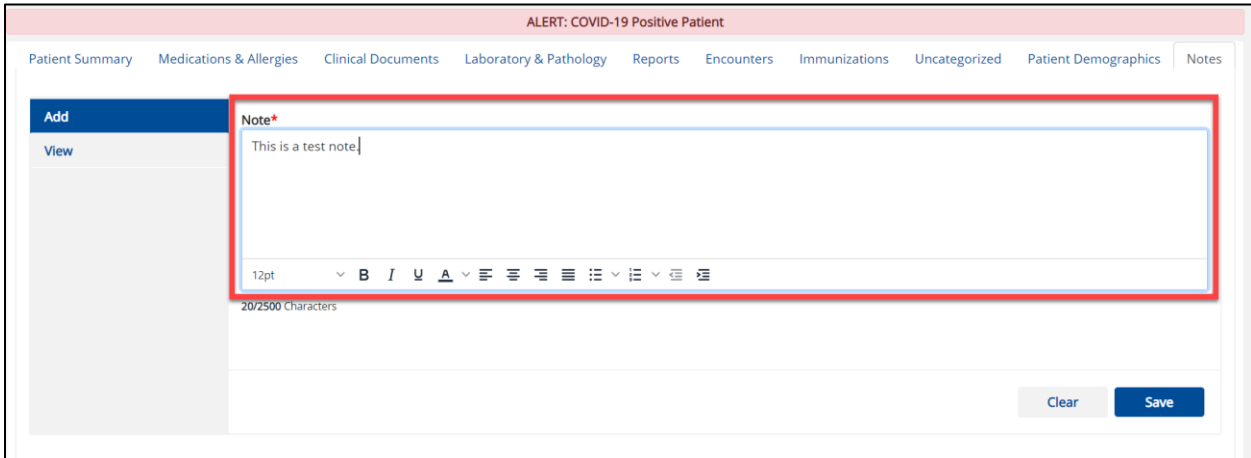 ALERT: COVID-19 Positive Patient
Patient Summary Medications & Allergies Clinical Documents Laboratory & Pathology Reports Encounters Immunizations Uncategorized Patient Demographics Notes
Add
View
Note*
This is a test note.
12pt B I U A
20/2500 Characters
Clear Save